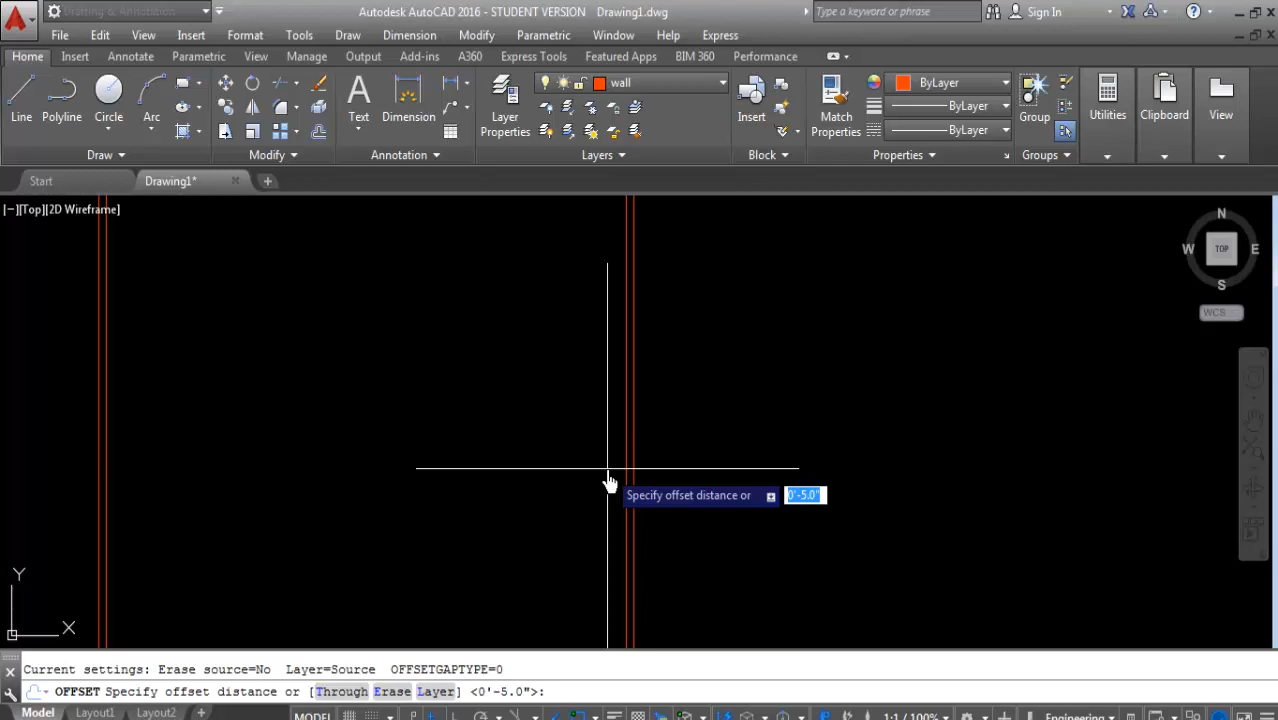 Drafting & Annotation
Autodesk AutoCAD 2016 - STUDENT VERSION Drawing1.dwg
Type a keyword or phrase
Sign In
File Edit View Insert Format Tools Draw Dimension Modify Parametric Window Help Express
Home Insert Annotate Parametric View Manage Output Add-ins A360 Express Tools Featured Apps BIM 360 Performance
wall
ByLayer
ByLayer
ByLayer
Line Polyline Circle Arc Text Dimension Layer Properties Insert Match Properties Group Utilities Clipboard View
Draw Modify Annotation Layers Block Properties Groups
Start Drawing1*
[−][Top][2D Wireframe]
N
W TOP E
S
WCS
Specify offset distance or 0'-5.0"
Y
X
Current settings: Erase source=No Layer=Source OFFSETGAPTYPE=0
OFFSET Specify offset distance or [Through Erase Layer] <0'-5.0">:
Model Layout1 Layout2 +
MODEL 1:1 / 100% Engineering